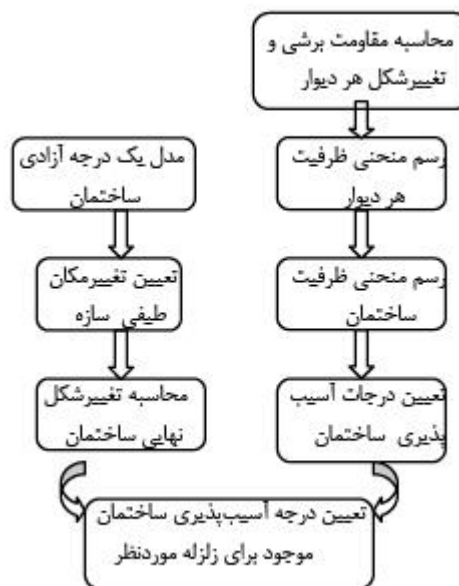 محاسبه مقاومت برشی و
تغییرشکل هر دیوار
رسم منحنی ظرفیت
هر دیوار
رسم منحنی ظرفیت
ساختمان
تعیین درجات آسیب
پذیری ساختمان
مدل یک درجه آزادی
ساختمان
تعیین تغییرمکان
طیفی سازه
محاسبه تغییرشکل
نهایی ساختمان
تعیین درجه آسیب‌پذیری ساختمان
موجود برای زلزله موردنظر